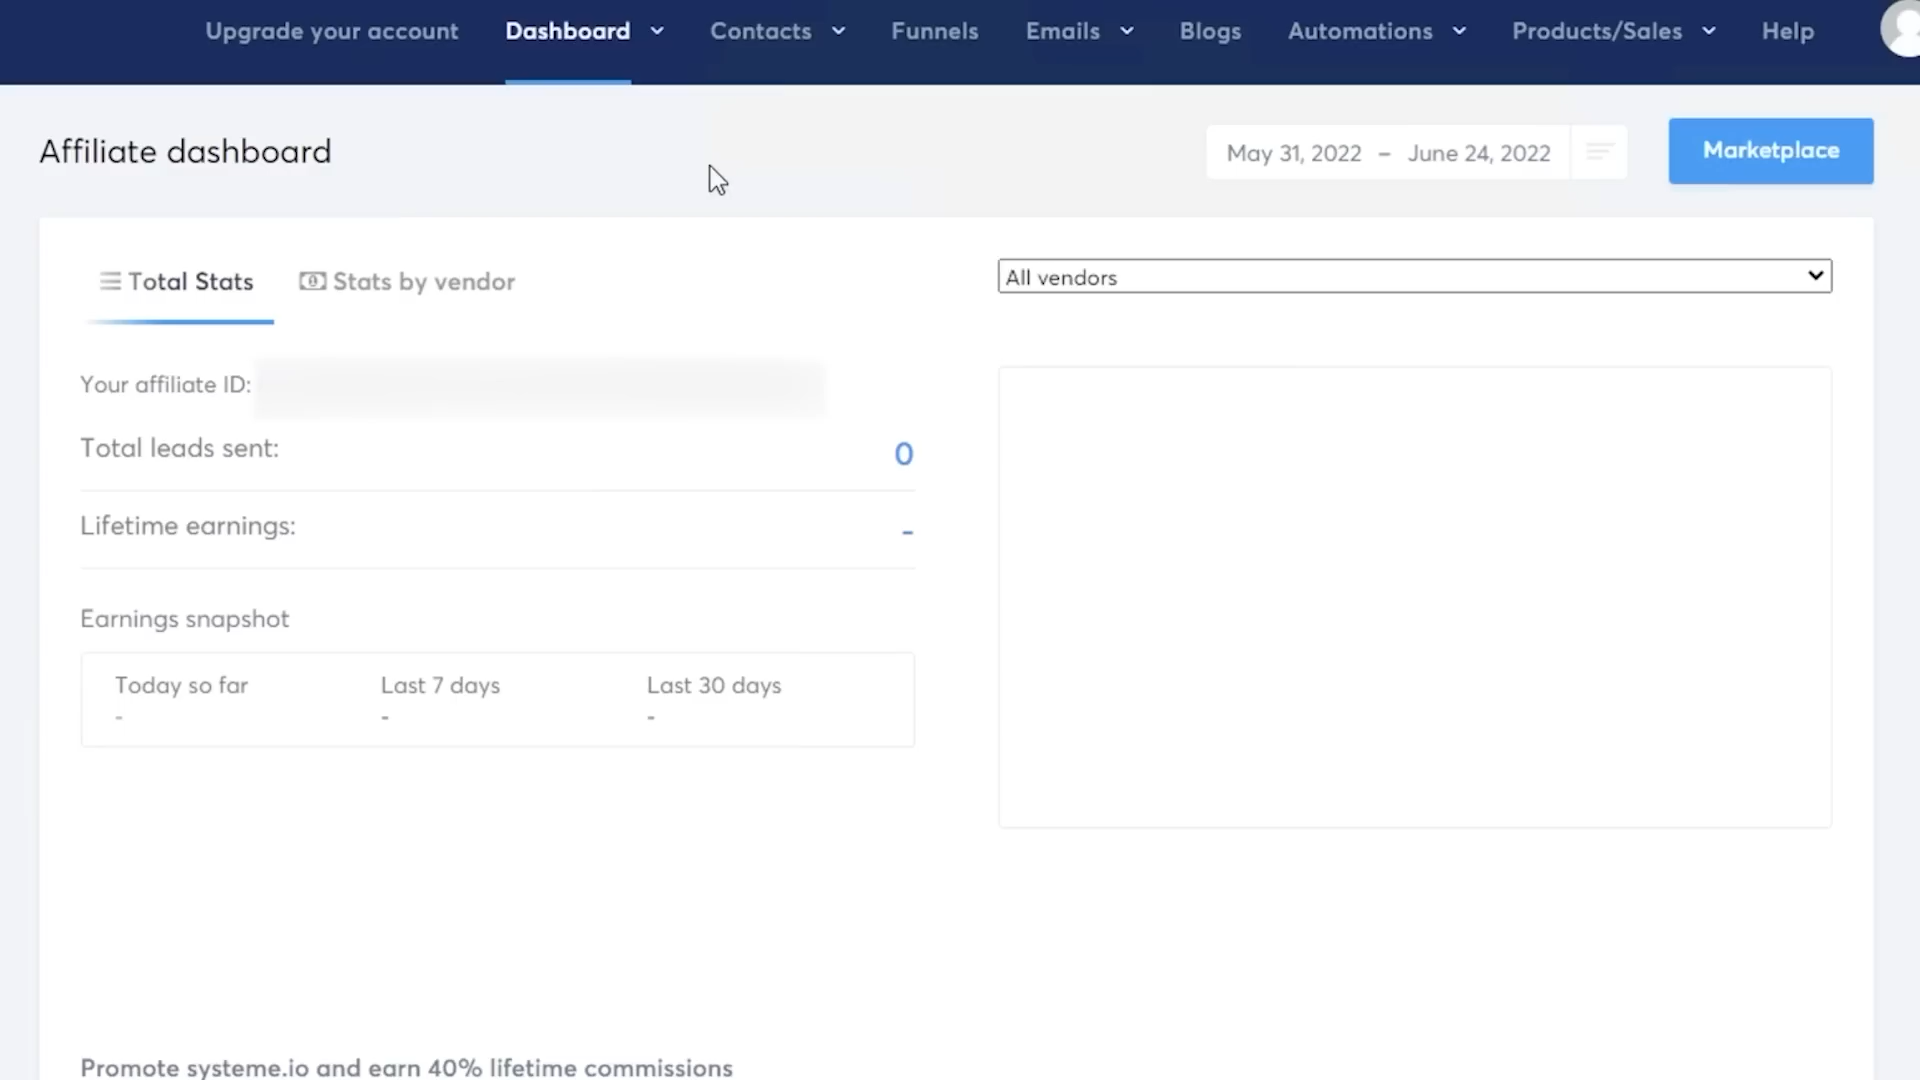 Upgrade your account Dashboard Contacts Funnels Emails Blogs Automations Products/Sales Help
Affiliate dashboard
May 31, 2022 – June 24, 2022
Marketplace
Total Stats Stats by vendor
All vendors
Your affiliate ID:
Total leads sent: 0
Lifetime earnings: -
Earnings snapshot
Today so far Last 7 days Last 30 days
- - -
Promote systeme.io and earn 40% lifetime commissions